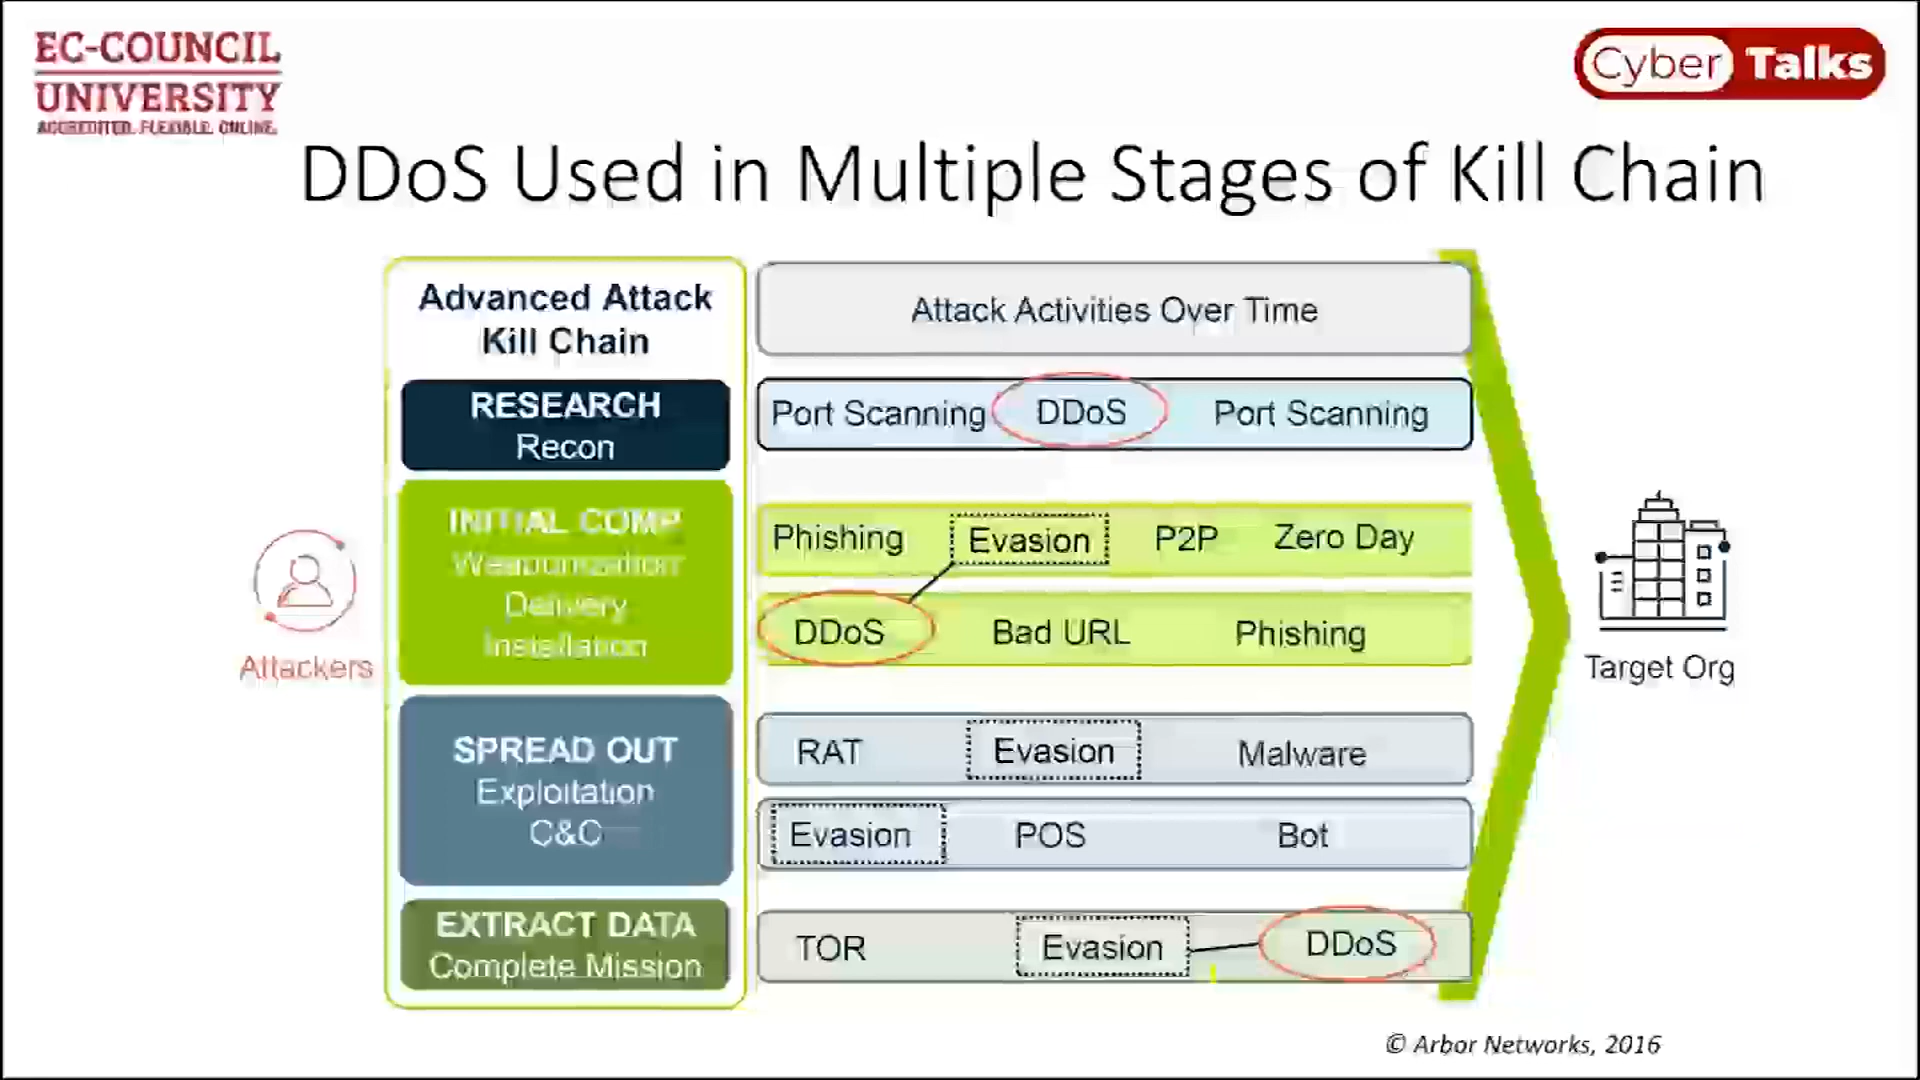 EC-COUNCIL
UNIVERSITY
ACCREDITED. FLEXIBLE. ONLINE.
Cyber Talks
DDoS Used in Multiple Stages of Kill Chain
Advanced Attack
Kill Chain
Attack Activities Over Time
RESEARCH
Recon
Port Scanning DDoS Port Scanning
INITIAL COMP
Weaponization
Delivery
Installation
Phishing Evasion P2P Zero Day
DDoS Bad URL Phishing
SPREAD OUT
Exploitation
C&C
RAT Evasion Malware
Evasion POS Bot
EXTRACT DATA
Complete Mission
TOR Evasion DDoS
Attackers
Target Org
© Arbor Networks, 2016